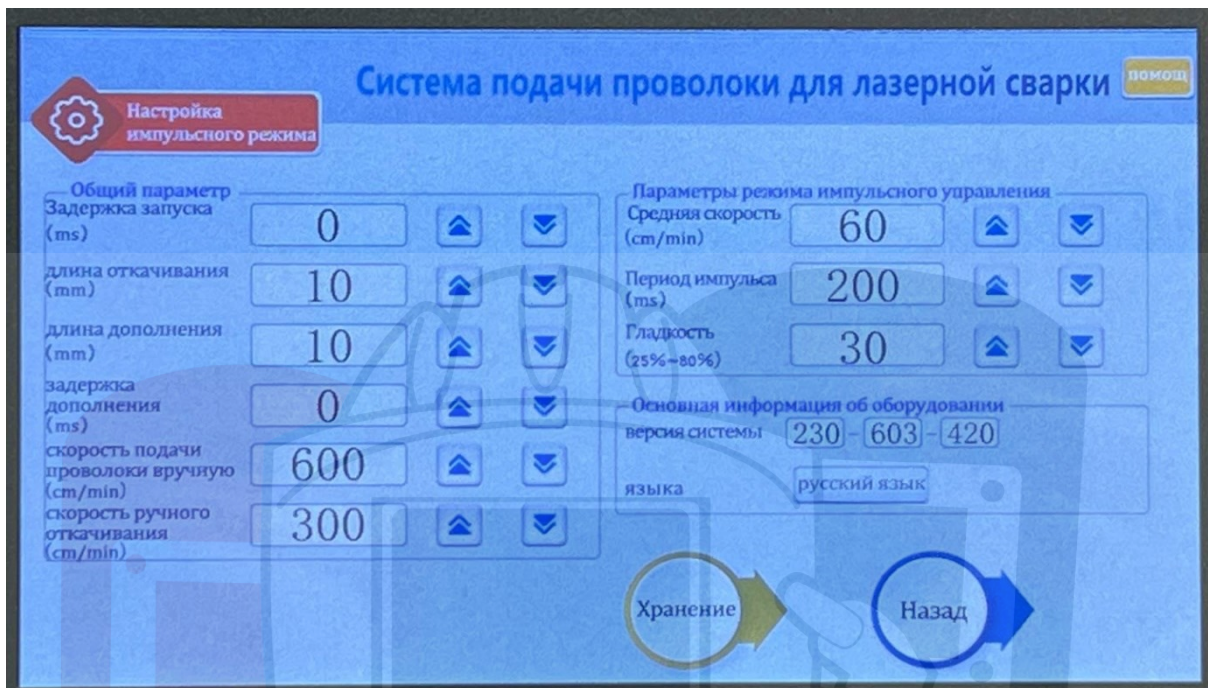 Система подачи проволоки для лазерной сварки
помощ
Настройка
импульсного режима
Общий параметр
Задержка запуска
(ms)
0
длина откачивания
(mm)
10
длина дополнения
(mm)
10
задержка
дополнения
(ms)
0
скорость подачи
проволоки вручную
(cm/min)
600
скорость ручного
откачивания
(cm/min)
300
Параметры режима импульсного управления
Средняя скорость
(cm/min)
60
Период импульса
(ms)
200
Гладкость
(25%~80%)
30
Основная информация об оборудовании
версия системы
230-603-420
языка
русский язык
Хранение
Назад